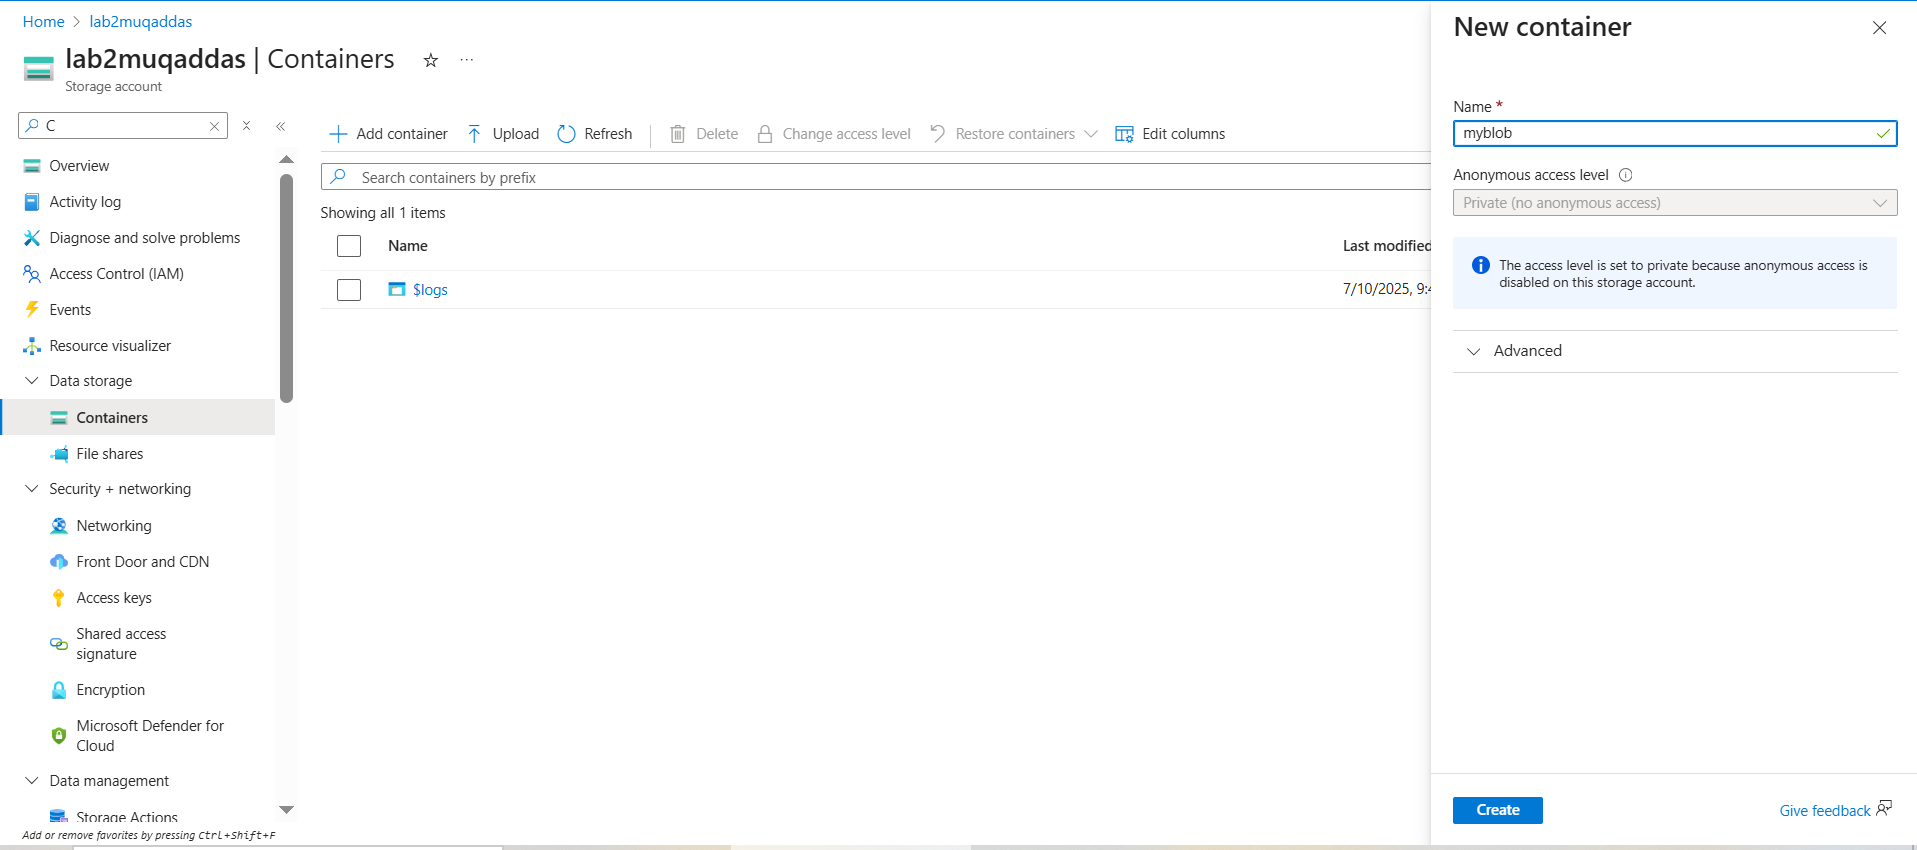 Home > lab2muqaddas
lab2muqaddas | Containers
Storage account
C
Overview
Activity log
Diagnose and solve problems
Access Control (IAM)
Events
Resource visualizer
Data storage
Containers
File shares
Security + networking
Networking
Front Door and CDN
Access keys
Shared access
signature
Encryption
Microsoft Defender for
Cloud
Data management
Storage Actions
Add or remove favorites by pressing Ctrl+Shift+F
Add container Upload Refresh Delete Change access level Restore containers Edit columns
Search containers by prefix
Showing all 1 items
Name Last modified
$logs 7/10/2025, 9:4
New container
Name *
myblob
Anonymous access level
Private (no anonymous access)
The access level is set to private because anonymous access is
disabled on this storage account.
Advanced
Create Give feedback